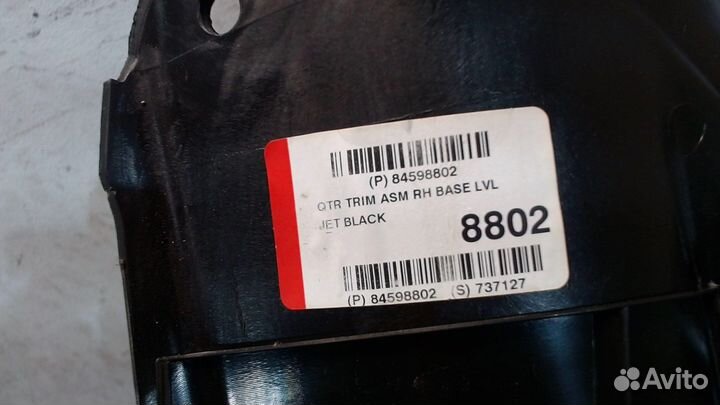 (P) 84598802
QTR TRIM ASM RH BASE LVL
JET BLACK
8802
(P) 84598802 (S) 737127
Avito